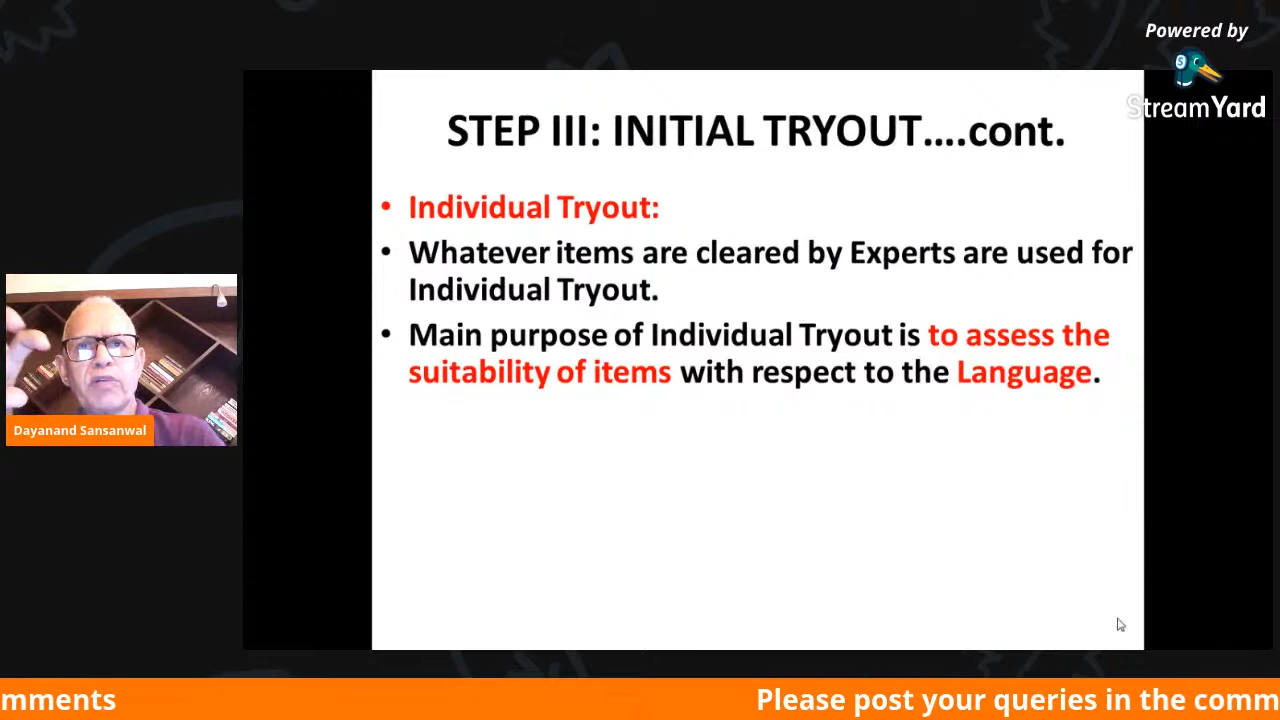 Powered by
StreamYard
STEP III: INITIAL TRYOUT....cont.
• Individual Tryout:
• Whatever items are cleared by Experts are used for
Individual Tryout.
• Main purpose of Individual Tryout is to assess the
suitability of items with respect to the Language.
Dayanand Sansanwal
mments
Please post your queries in the comm